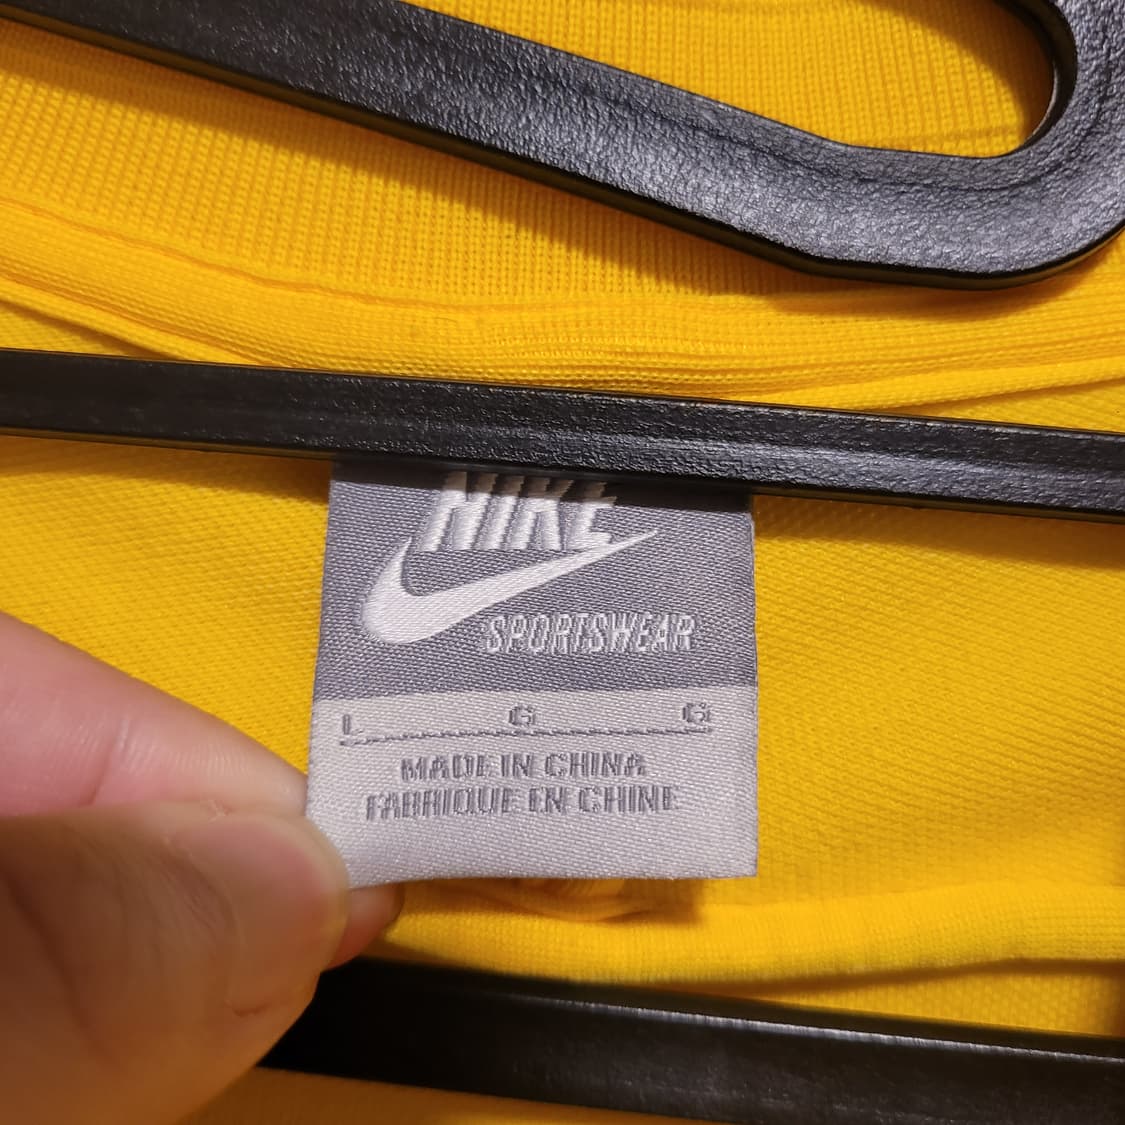 NIKE
SPORTSWEAR
L G G
MADE IN CHINA
FABRIQUE EN CHINE